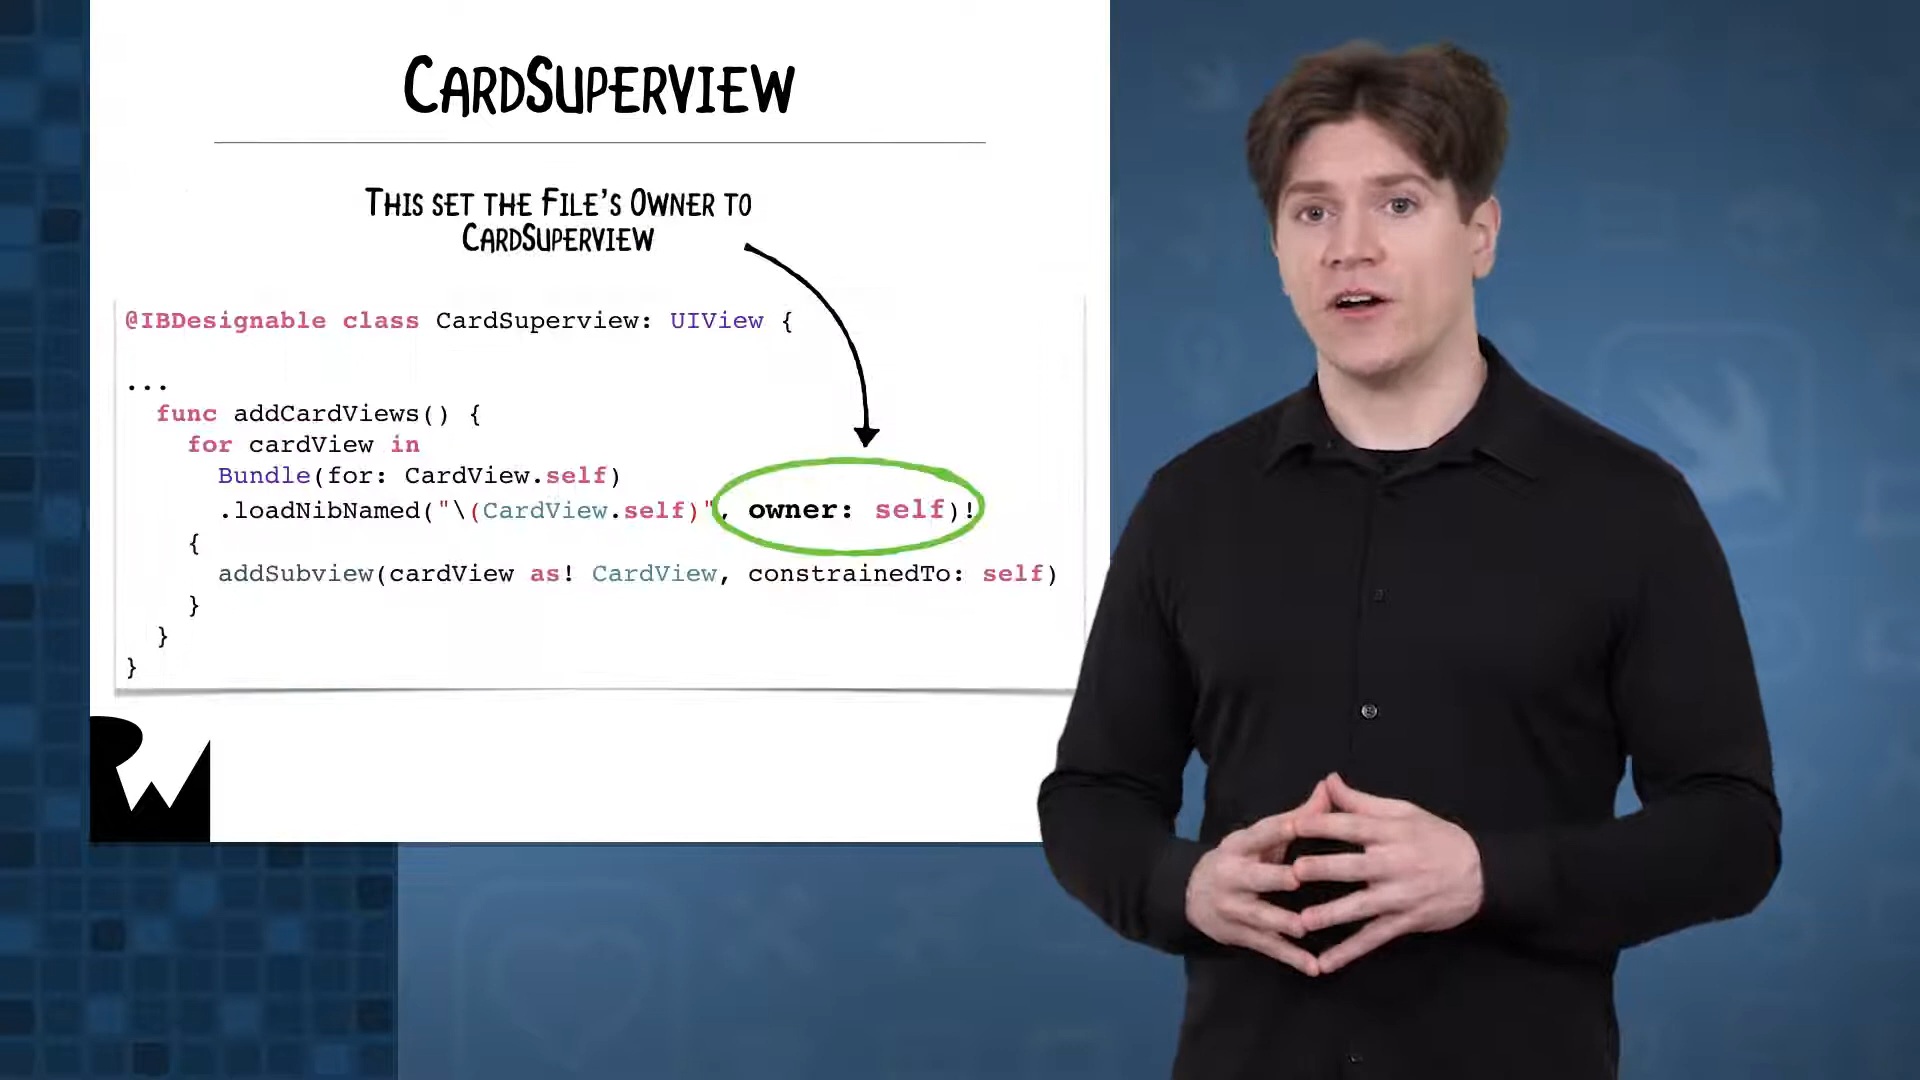 CARDSUPERVIEW
THIS SET THE FILE'S OWNER TO
CARDSUPERVIEW
@IBDesignable class CardSuperview: UIView {
...
func addCardViews() {
for cardView in
Bundle(for: CardView.self)
.loadNibNamed("\(CardView.self)", owner: self)!
{
addSubview(cardView as! CardView, constrainedTo: self)
}
}
}
RW